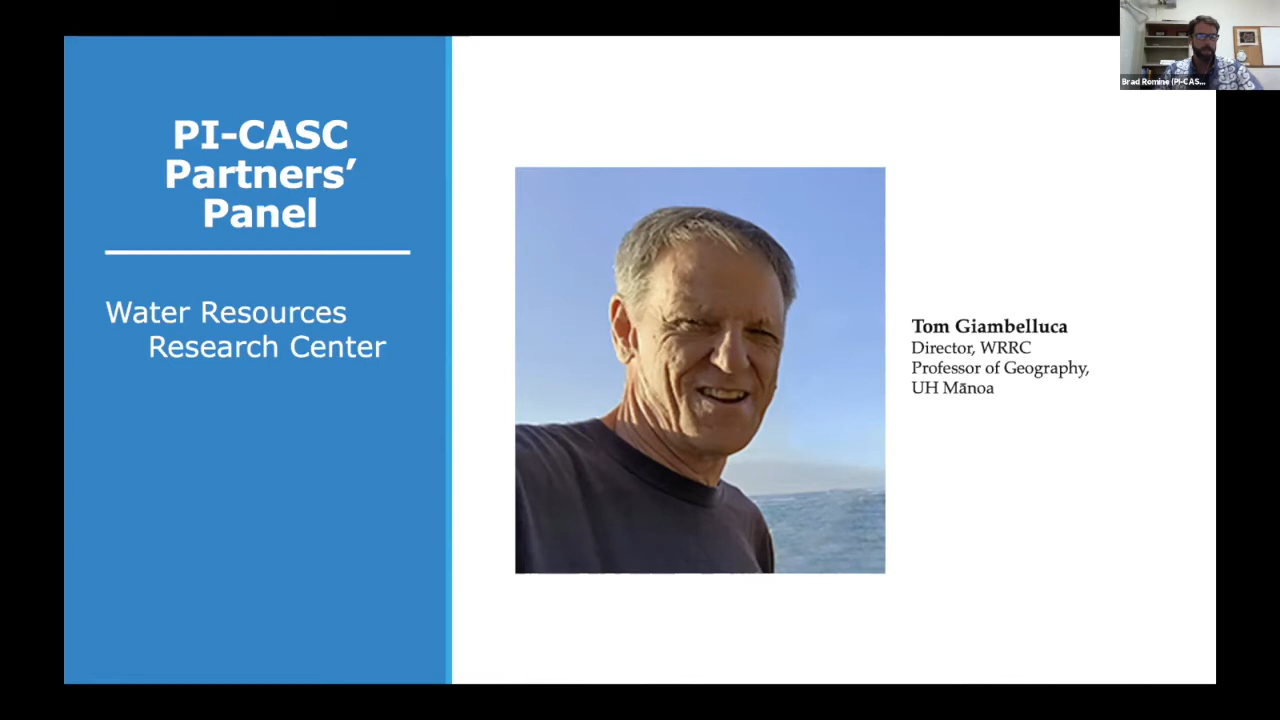 PI-CASC
Partners’
Panel
Water Resources
Research Center
Tom Giambelluca
Director, WRRC
Professor of Geography,
UH Mānoa
Brad Romine (PI-CAS...